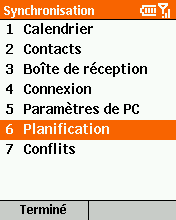 Synchronisation
1 Calendrier
2 Contacts
3 Boîte de réception
4 Connexion
5 Paramètres de PC
6 Planification
7 Conflits
Terminé